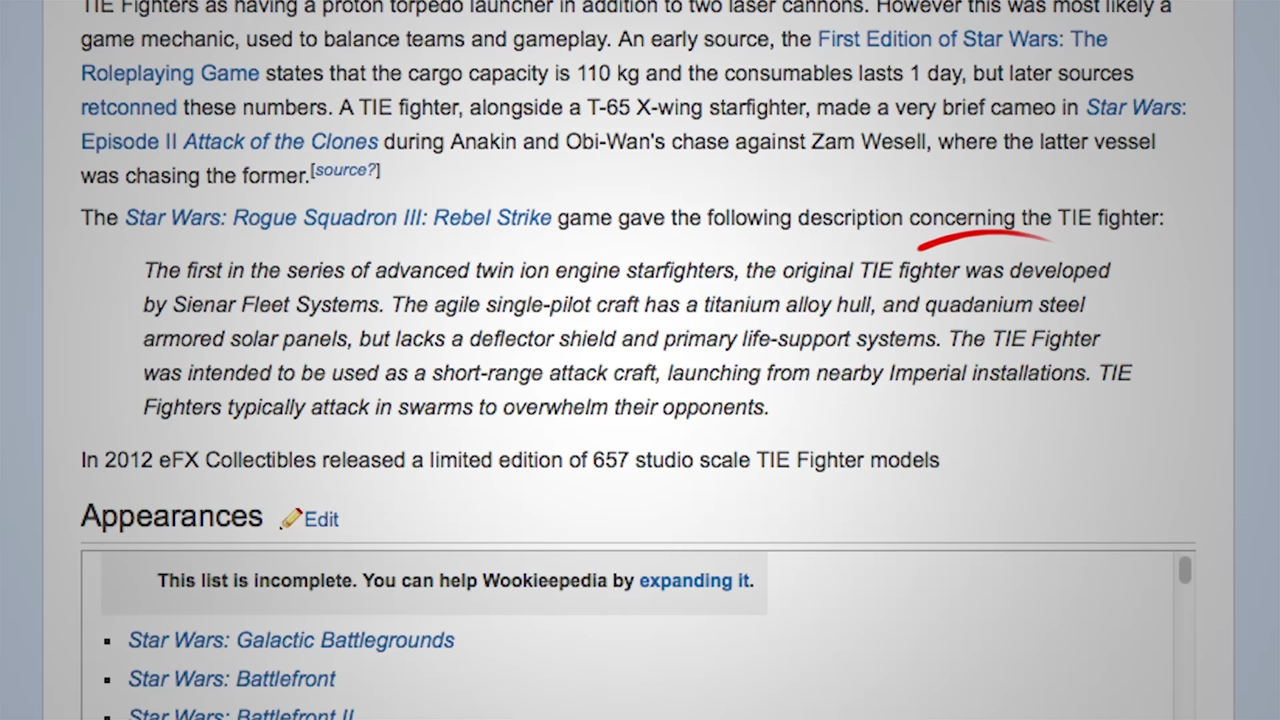 TIE Fighters as having a proton torpedo launcher in addition to two laser cannons. However this was most likely a
game mechanic, used to balance teams and gameplay. An early source, the First Edition of Star Wars: The
Roleplaying Game states that the cargo capacity is 110 kg and the consumables lasts 1 day, but later sources
retconned these numbers. A TIE fighter, alongside a T-65 X-wing starfighter, made a very brief cameo in Star Wars:
Episode II Attack of the Clones during Anakin and Obi-Wan's chase against Zam Wesell, where the latter vessel
was chasing the former.[source?]
The Star Wars: Rogue Squadron III: Rebel Strike game gave the following description concerning the TIE fighter:
The first in the series of advanced twin ion engine starfighters, the original TIE fighter was developed
by Sienar Fleet Systems. The agile single-pilot craft has a titanium alloy hull, and quadanium steel
armored solar panels, but lacks a deflector shield and primary life-support systems. The TIE Fighter
was intended to be used as a short-range attack craft, launching from nearby Imperial installations. TIE
Fighters typically attack in swarms to overwhelm their opponents.
In 2012 eFX Collectibles released a limited edition of 657 studio scale TIE Fighter models
Appearances Edit
This list is incomplete. You can help Wookieepedia by expanding it.
Star Wars: Galactic Battlegrounds
Star Wars: Battlefront
Star Wars: Battlefront II